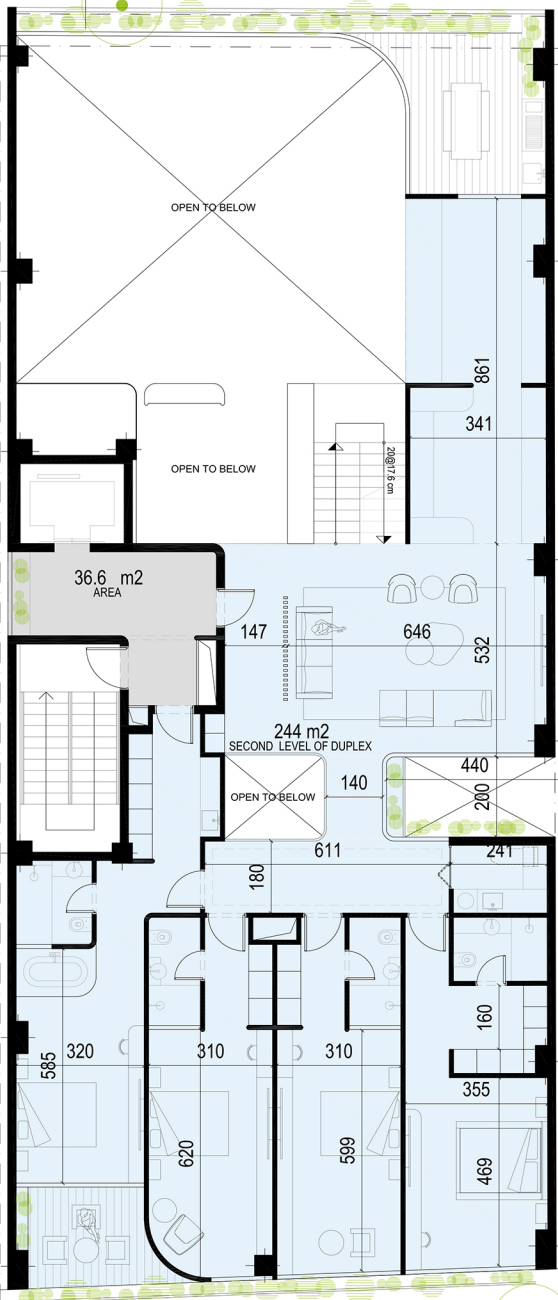 OPEN TO BELOW
861
341
OPEN TO BELOW
20@17.6 cm
36.6 m2
AREA
147
646
532
244 m2
SECOND LEVEL OF DUPLEX
440
140
200
OPEN TO BELOW
611
241
180
160
585
320
310
310
355
620
599
469